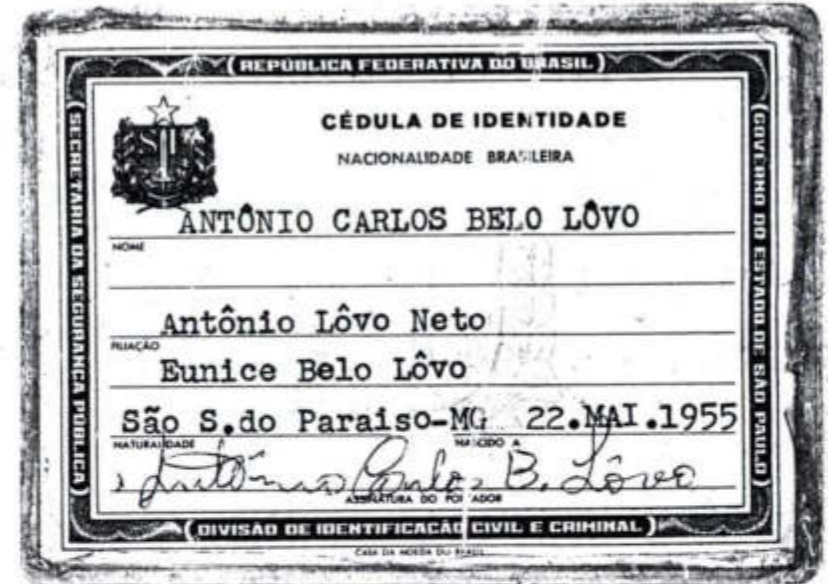 REPÚBLICA FEDERATIVA DO BRASIL
SECRETARIA DA SEGURANÇA PÚBLICA
GOVERNO DO ESTADO DE SÃO PAULO
CÉDULA DE IDENTIDADE
NACIONALIDADE BRASILEIRA
ANTÔNIO CARLOS BELO LÔVO
NOME
Antônio Lôvo Neto
FILIAÇÃO
Eunice Belo Lôvo
São S.do Paraiso-MG 22.MAI.1955
NATURALIDADE NASCIDO A
Antônio Carlos B. Lôvo
ASSINATURA DO PORTADOR
DIVISÃO DE IDENTIFICAÇÃO CIVIL E CRIMINAL
CASA DA MOEDA DO BRASIL